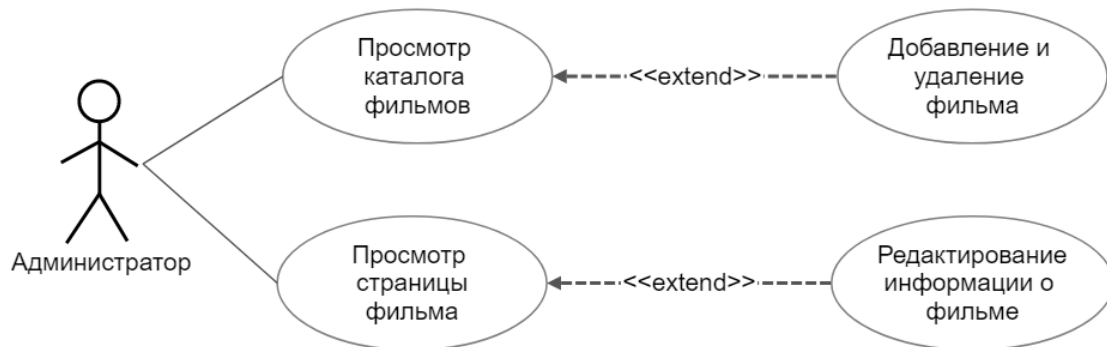 Просмотр
каталога
фильмов
<<extend>>
Добавление и
удаление
фильма
Администратор
Просмотр
страницы
фильма
<<extend>>
Редактирование
информации о
фильме